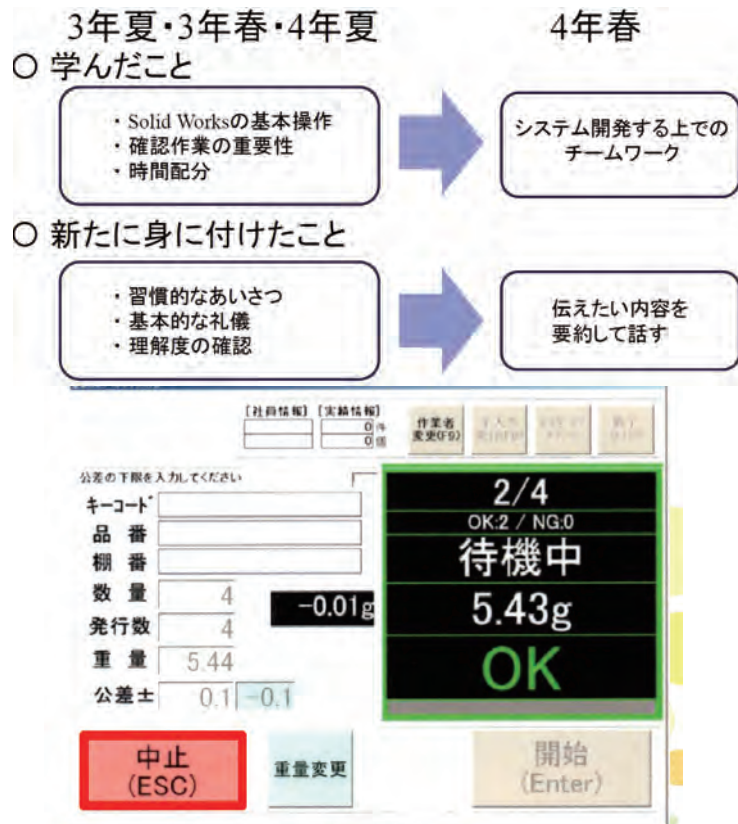 3年夏・3年春・4年夏
4年春
○ 学んだこと
・Solid Worksの基本操作
・確認作業の重要性
・時間配分
システム開発する上での
チームワーク
○ 新たに身に付けたこと
・習慣的なあいさつ
・基本的な礼儀
・理解度の確認
伝えたい内容を
要約して話す
[社員情報] [実績情報]
0 件
0 個
作業者
変更(F9)
公差の下限を入力してください
キーコード
品 番
棚 番
数 量 4
発行数 4
重 量 5.44
公差± 0.1 -0.1
-0.01g
2/4
OK:2 / NG:0
待機中
5.43g
OK
中止
(ESC)
重量変更
開始
(Enter)